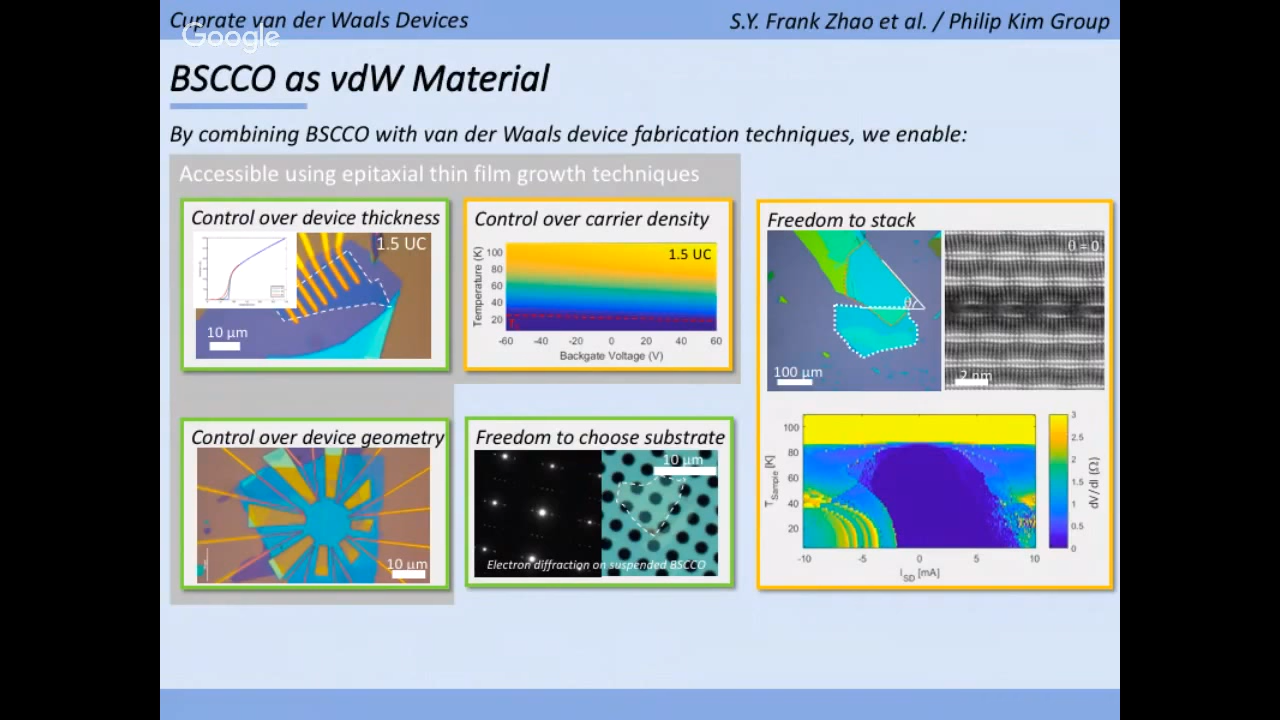 Cuprate van der Waals Devices
S.Y. Frank Zhao et al. / Philip Kim Group
Google
BSCCO as vdW Material
By combining BSCCO with van der Waals device fabrication techniques, we enable:
Accessible using epitaxial thin film growth techniques
Control over device thickness
1.5 UC
10 μm
Control over carrier density
1.5 UC
Temperature (K)
100
80
60
40
20
-60 -40 -20 0 20 40 60
Backgate Voltage (V)
Freedom to stack
θ = 0
100 μm
2 nm
Control over device geometry
10 μm
Freedom to choose substrate
10 μm
Electron diffraction on suspended BSCCO
T_Sample [K]
100
80
60
40
20
-10 -5 0 5 10
I_SD [mA]
3
2.5
2
1.5
1
0.5
0
dV / dI (Ω)